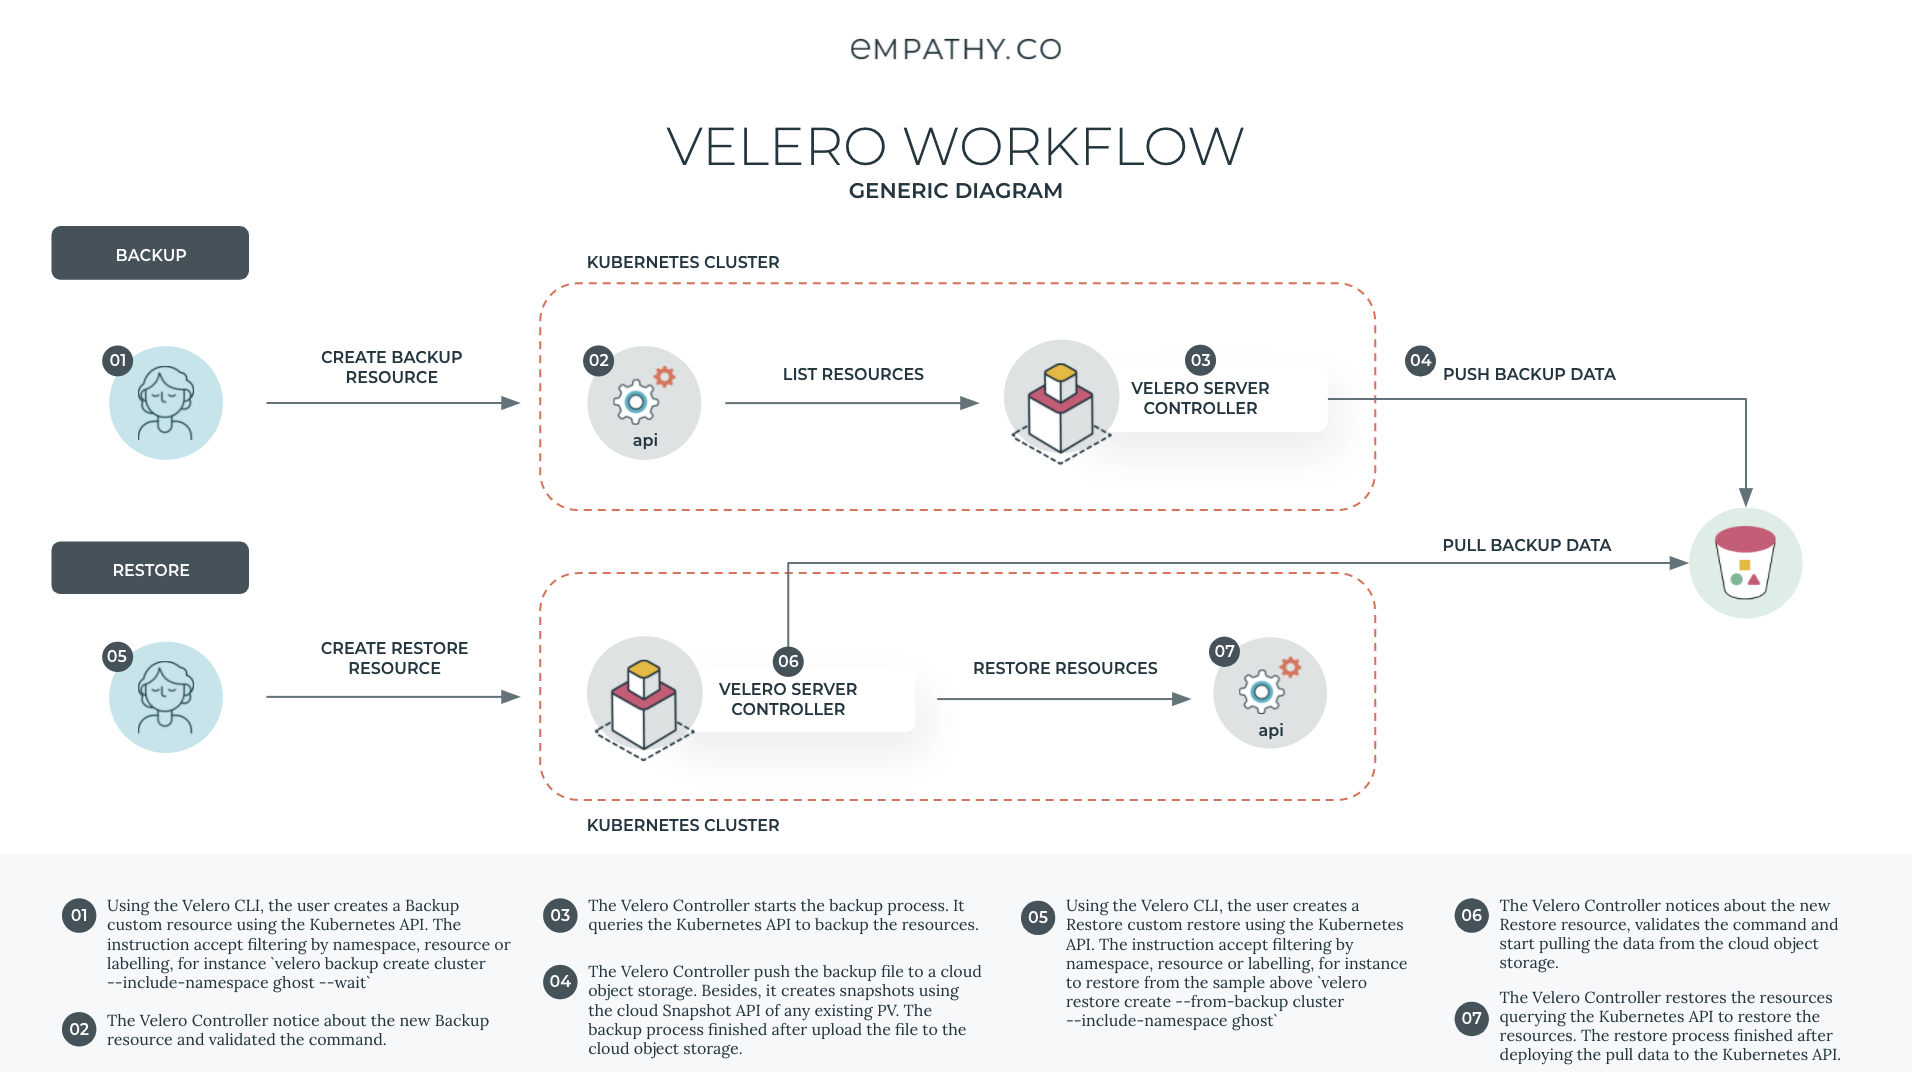 eMPATHY.CO
VELERO WORKFLOW
GENERIC DIAGRAM
BACKUP
KUBERNETES CLUSTER
01
CREATE BACKUP
RESOURCE
02
api
LIST RESOURCES
03
VELERO SERVER
CONTROLLER
04
PUSH BACKUP DATA
RESTORE
PULL BACKUP DATA
05
CREATE RESTORE
RESOURCE
06
VELERO SERVER
CONTROLLER
RESTORE RESOURCES
07
api
KUBERNETES CLUSTER
01
Using the Velero CLI, the user creates a Backup
custom resource using the Kubernetes API. The
instruction accept filtering by namespace, resource or
labelling, for instance `velero backup create cluster
--include-namespace ghost --wait`
02
The Velero Controller notice about the new Backup
resource and validated the command.
03
The Velero Controller starts the backup process. It
queries the Kubernetes API to backup the resources.
04
The Velero Controller push the backup file to a cloud
object storage. Besides, it creates snapshots using
the cloud Snapshot API of any existing PV. The
backup process finished after upload the file to the
cloud object storage.
05
Using the Velero CLI, the user creates a
Restore custom restore using the Kubernetes
API. The instruction accept filtering by
namespace, resource or labelling, for instance
to restore from the sample above `velero
restore create --from-backup cluster
--include-namespace ghost`
06
The Velero Controller notices about the new
Restore resource, validates the command and
start pulling the data from the cloud object
storage.
07
The Velero Controller restores the resources
querying the Kubernetes API to restore the
resources. The restore process finished after
deploying the pull data to the Kubernetes API.